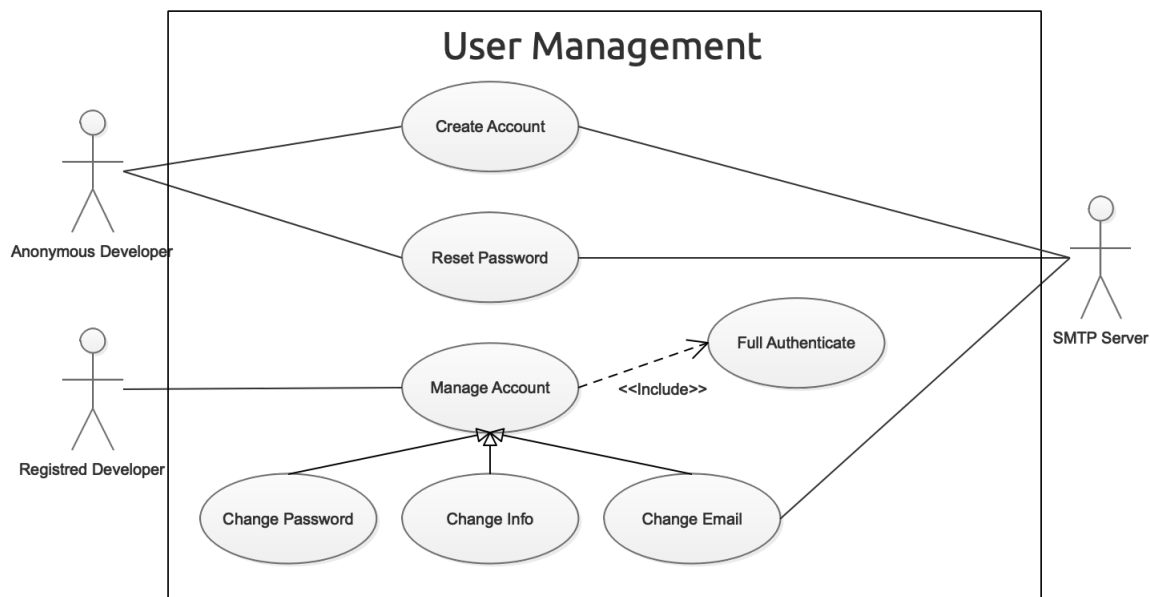 User Management
Create Account
Anonymous Developer
Reset Password
SMTP Server
Full Authenticate
Manage Account
<<Include>>
Registred Developer
Change Password
Change Info
Change Email